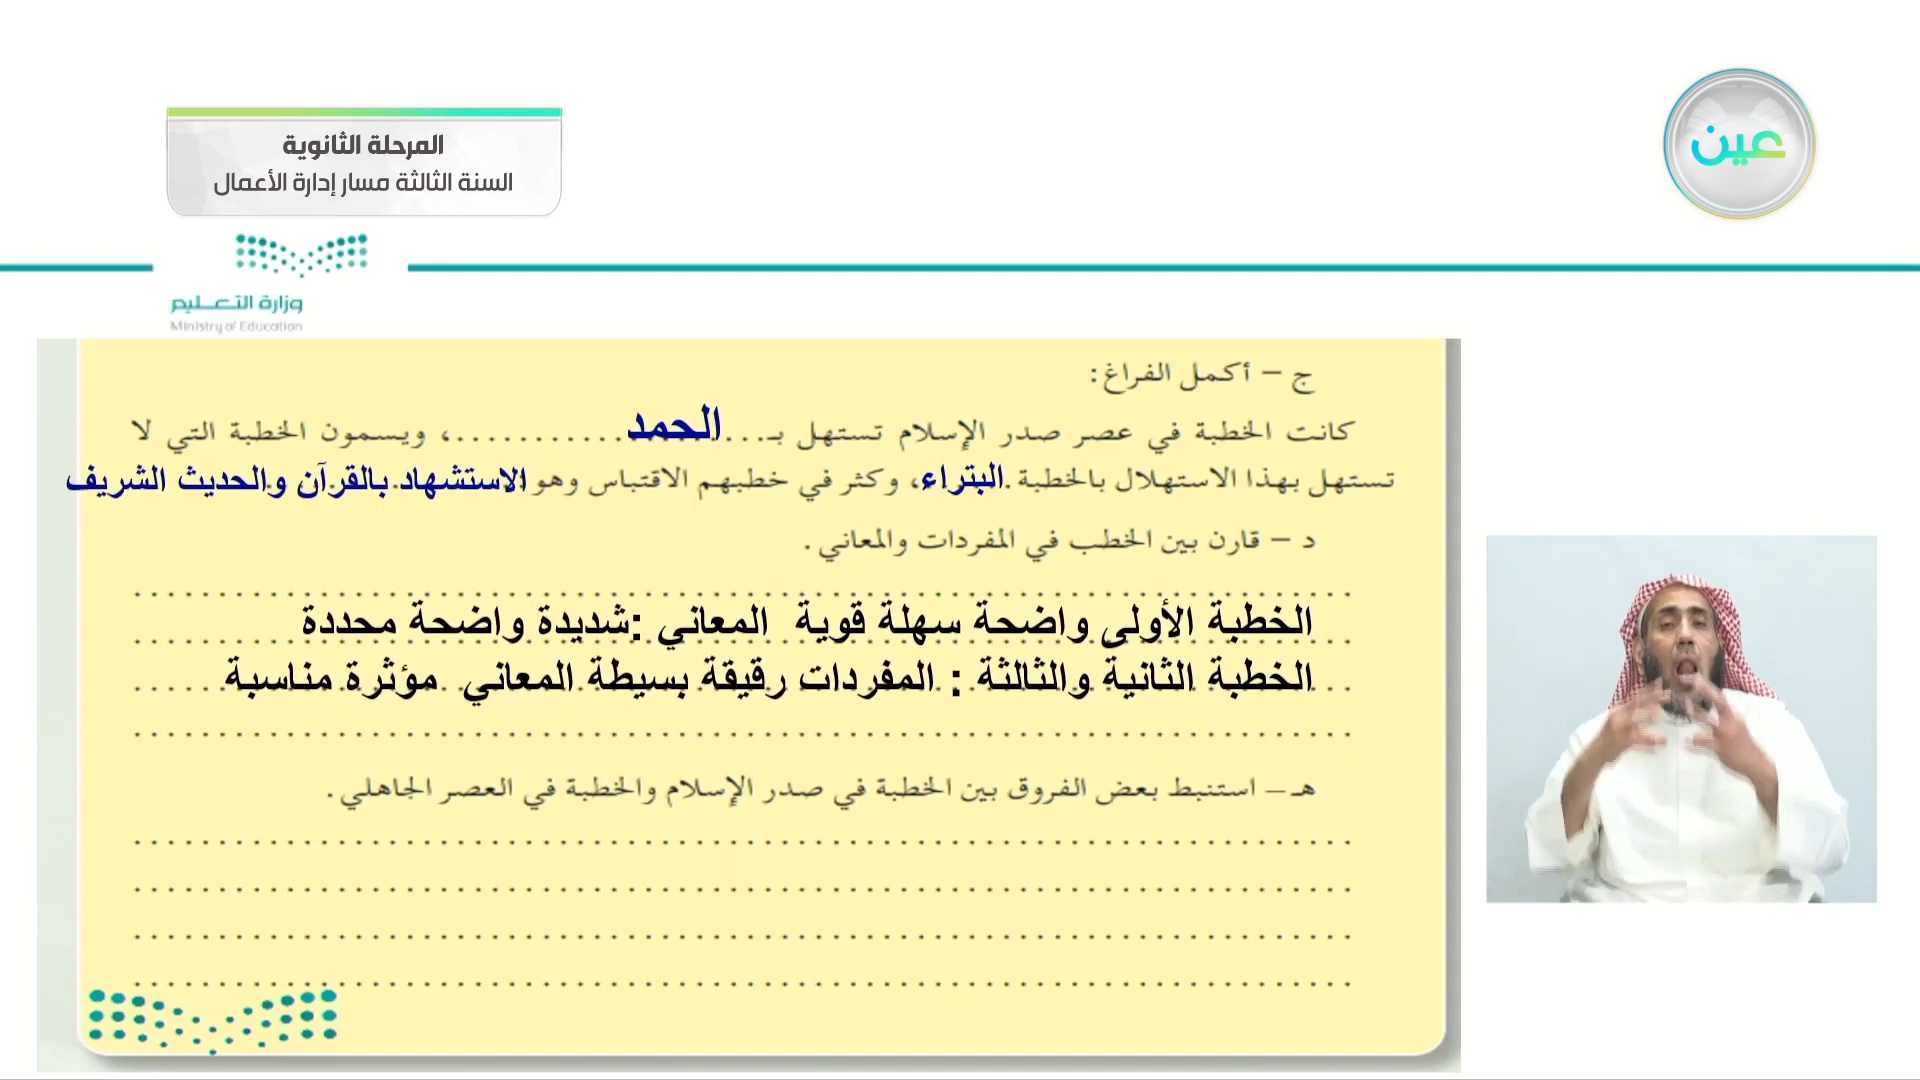 المرحلة الثانوية
السنة الثالثة مسار إدارة الأعمال
عين
وزارة التعليم
Ministry of Education
ج – أكمل الفراغ:
كانت الخطبة في عصر صدر الإسلام تستهل بـ....الحمد............، ويسمون الخطبة التي لا
تستهل بهذا الاستهلال بالخطبة .البتراء، وكثر في خطبهم الاقتباس وهو الاستشهاد بالقرآن والحديث الشريف
د – قارن بين الخطب في المفردات والمعاني.
الخطبة الأولى واضحة سهلة قوية المعاني :شديدة واضحة محددة
الخطبة الثانية والثالثة : المفردات رقيقة بسيطة المعاني مؤثرة مناسبة
هـ – استنبط بعض الفروق بين الخطبة في صدر الإسلام والخطبة في العصر الجاهلي.